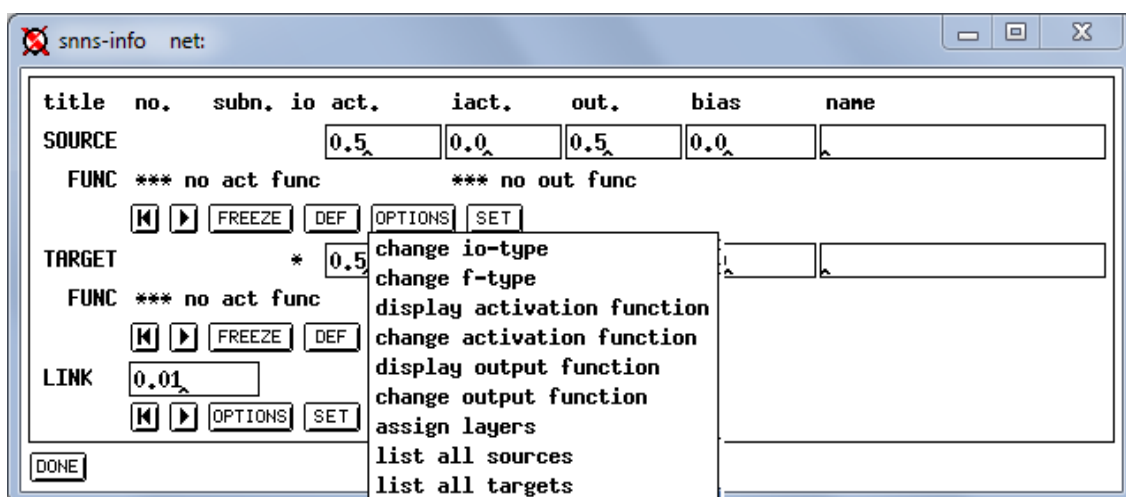 snns-info net:
title no. subn. io act. iact. out. bias name
SOURCE 0.5 0.0 0.5 0.0
FUNC *** no act func *** no out func
FREEZE DEF OPTIONS SET
TARGET * 0.5
FUNC *** no act func
FREEZE DEF
LINK 0.01
OPTIONS SET
DONE
change io-type
change f-type
display activation function
change activation function
display output function
change output function
assign layers
list all sources
list all targets